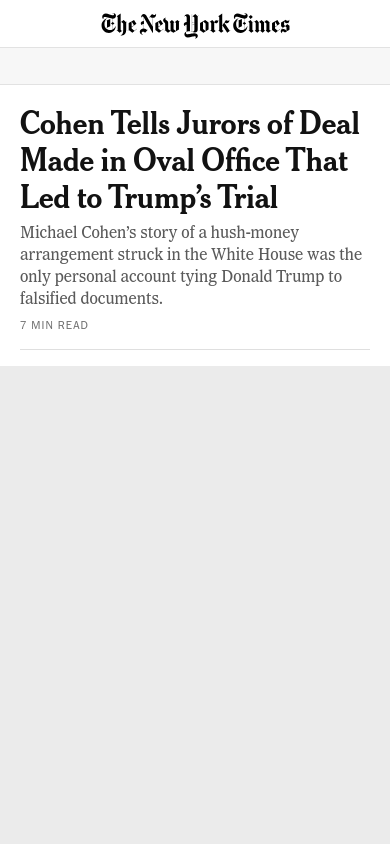 The New York Times
Cohen Tells Jurors of Deal
Made in Oval Office That
Led to Trump’s Trial
Michael Cohen’s story of a hush-money
arrangement struck in the White House was the
only personal account tying Donald Trump to
falsified documents.
7 MIN READ